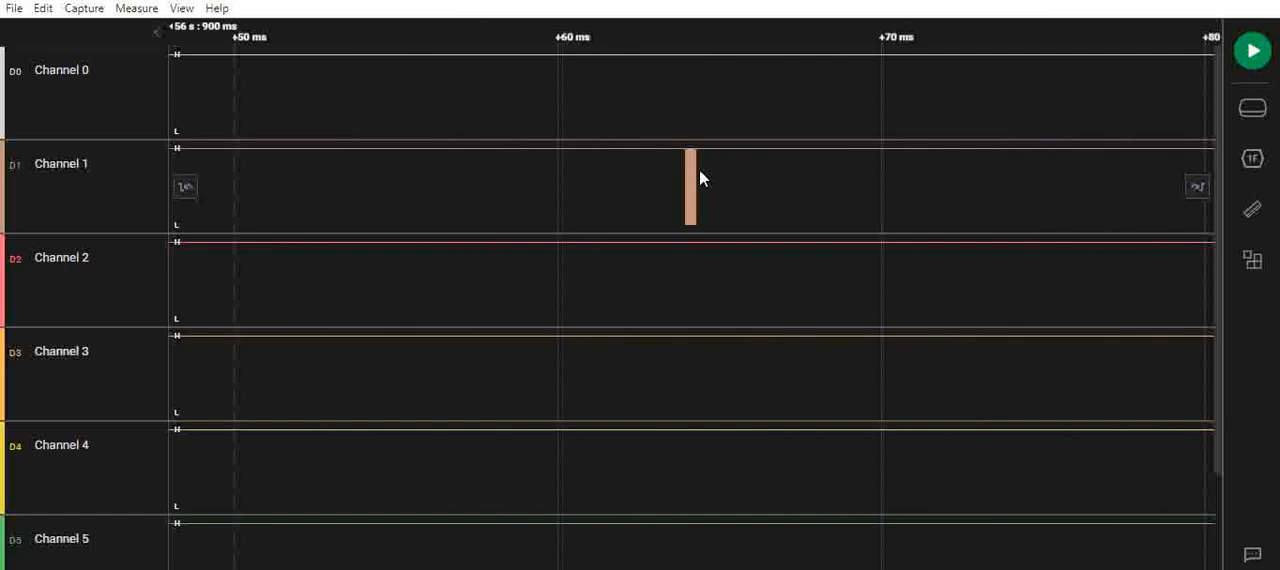 File Edit Capture Measure View Help
+56 s : 900 ms
+50 ms +60 ms +70 ms +80
D0 Channel 0
H
L
D1 Channel 1
H
L
D2 Channel 2
H
L
D3 Channel 3
H
L
D4 Channel 4
H
L
D5 Channel 5
H
1F